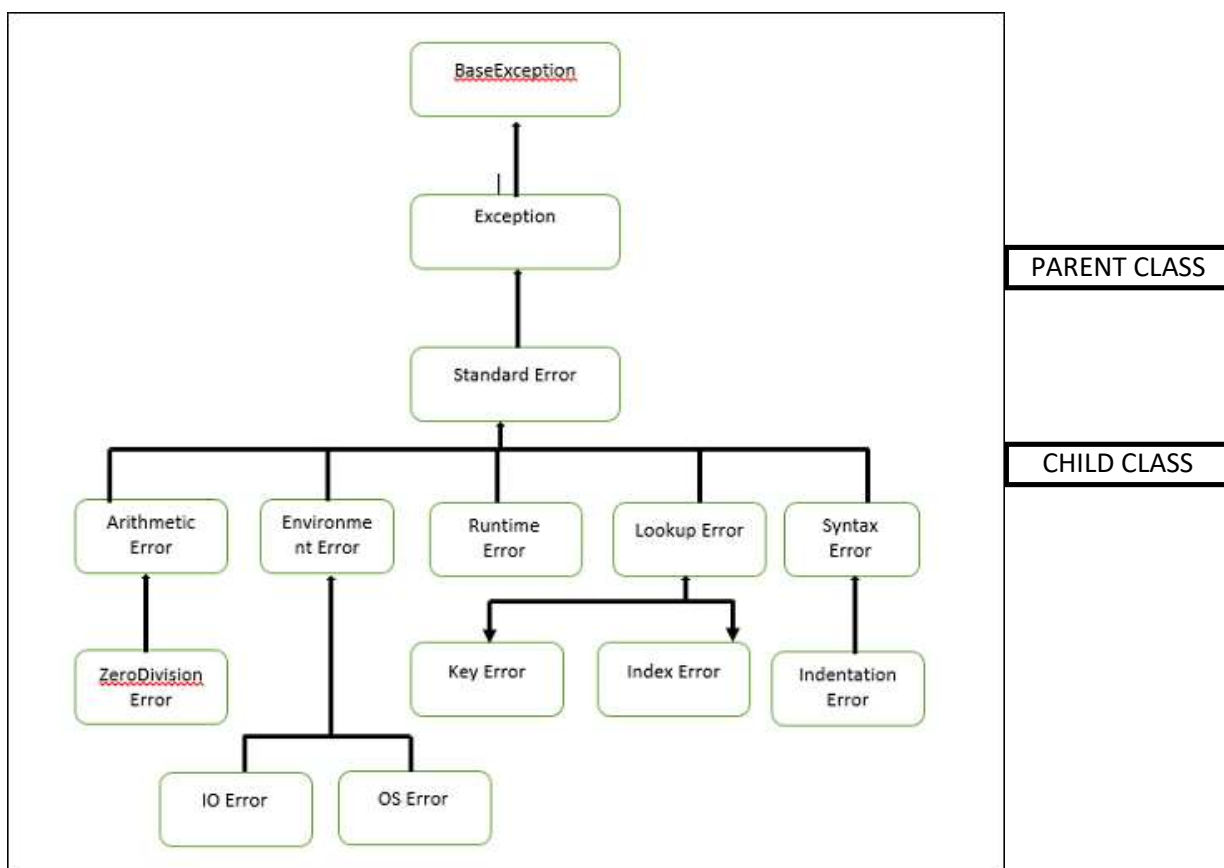 BaseException
Exception
PARENT CLASS
Standard Error
CHILD CLASS
Arithmetic
Error
Environme
nt Error
Runtime
Error
Lookup Error
Syntax
Error
ZeroDivision
Error
Key Error
Index Error
Indentation
Error
IO Error
OS Error